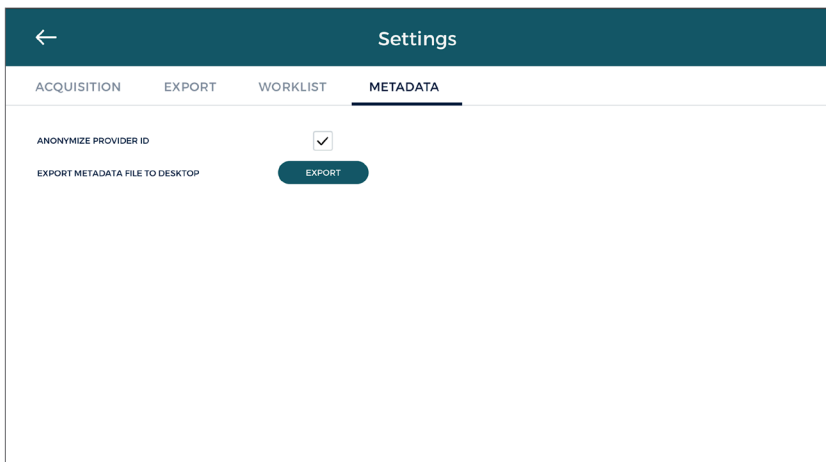 Settings
ACQUISITION EXPORT WORKLIST METADATA
ANONYMIZE PROVIDER ID
EXPORT METADATA FILE TO DESKTOP EXPORT